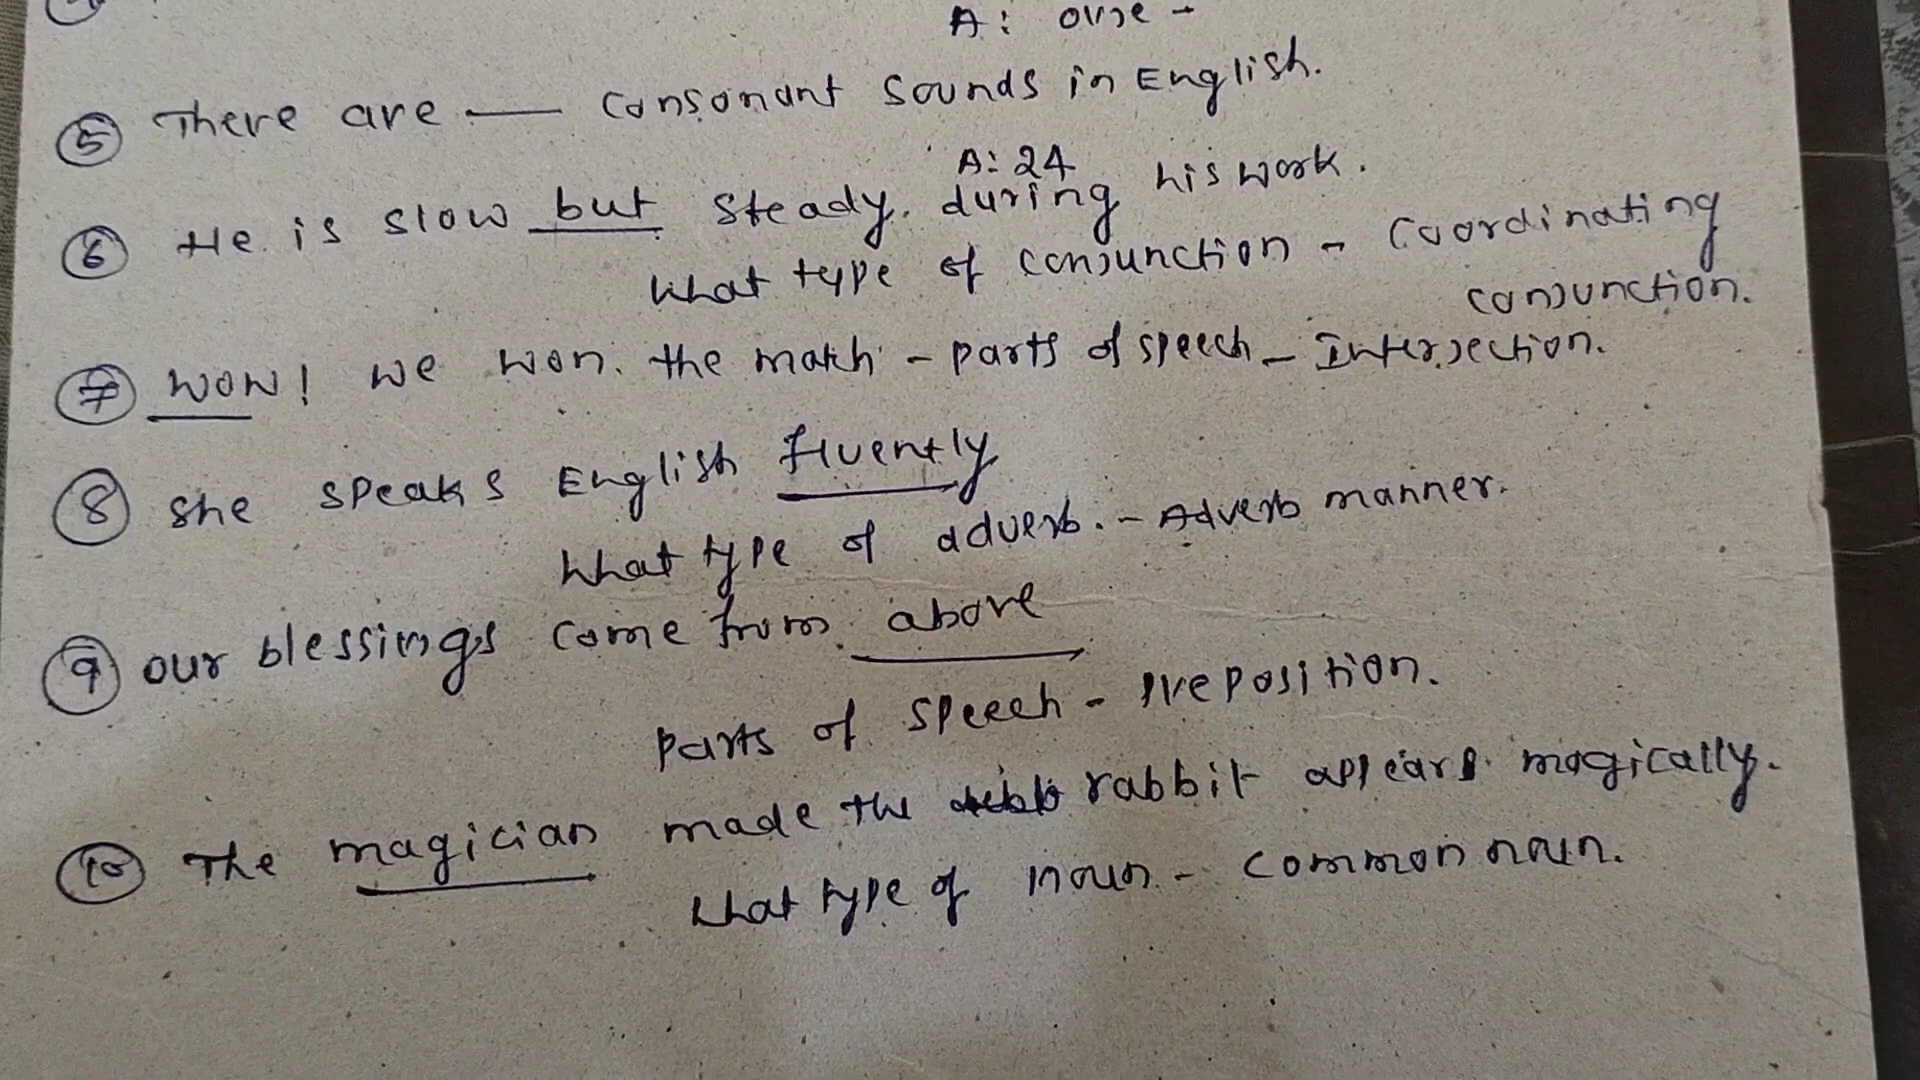 A: ouse -
⑤ There are —— consonant sounds in English.
A: 24
⑥ He is slow but steady. during his work.
What type of conjunction - Coordinating
conjunction.
⑦ Wow! we won. the match - parts of speech - Interjection.
⑧ she speaks English fluently
What type of adverb. - Adverb manner.
⑨ our blessings come from above
parts of speech - preposition.
⑩ The magician made the rabbit appears magically.
What type of noun - common noun.